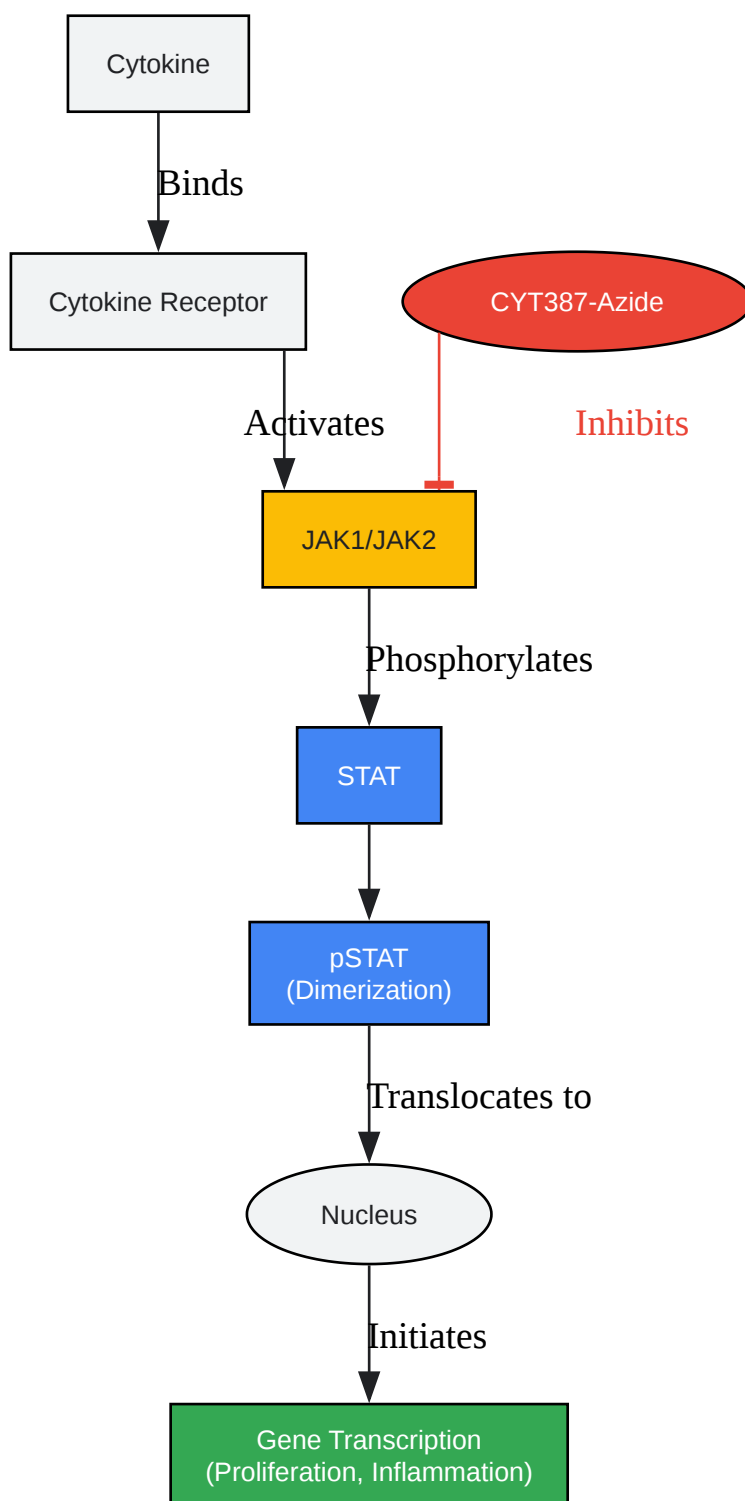 Cytokine
Binds
Cytokine Receptor
CYT387-Azide
Activates
Inhibits
JAK1/JAK2
Phosphorylates
STAT
pSTAT
(Dimerization)
Translocates to
Nucleus
Initiates
Gene Transcription
(Proliferation, Inflammation)